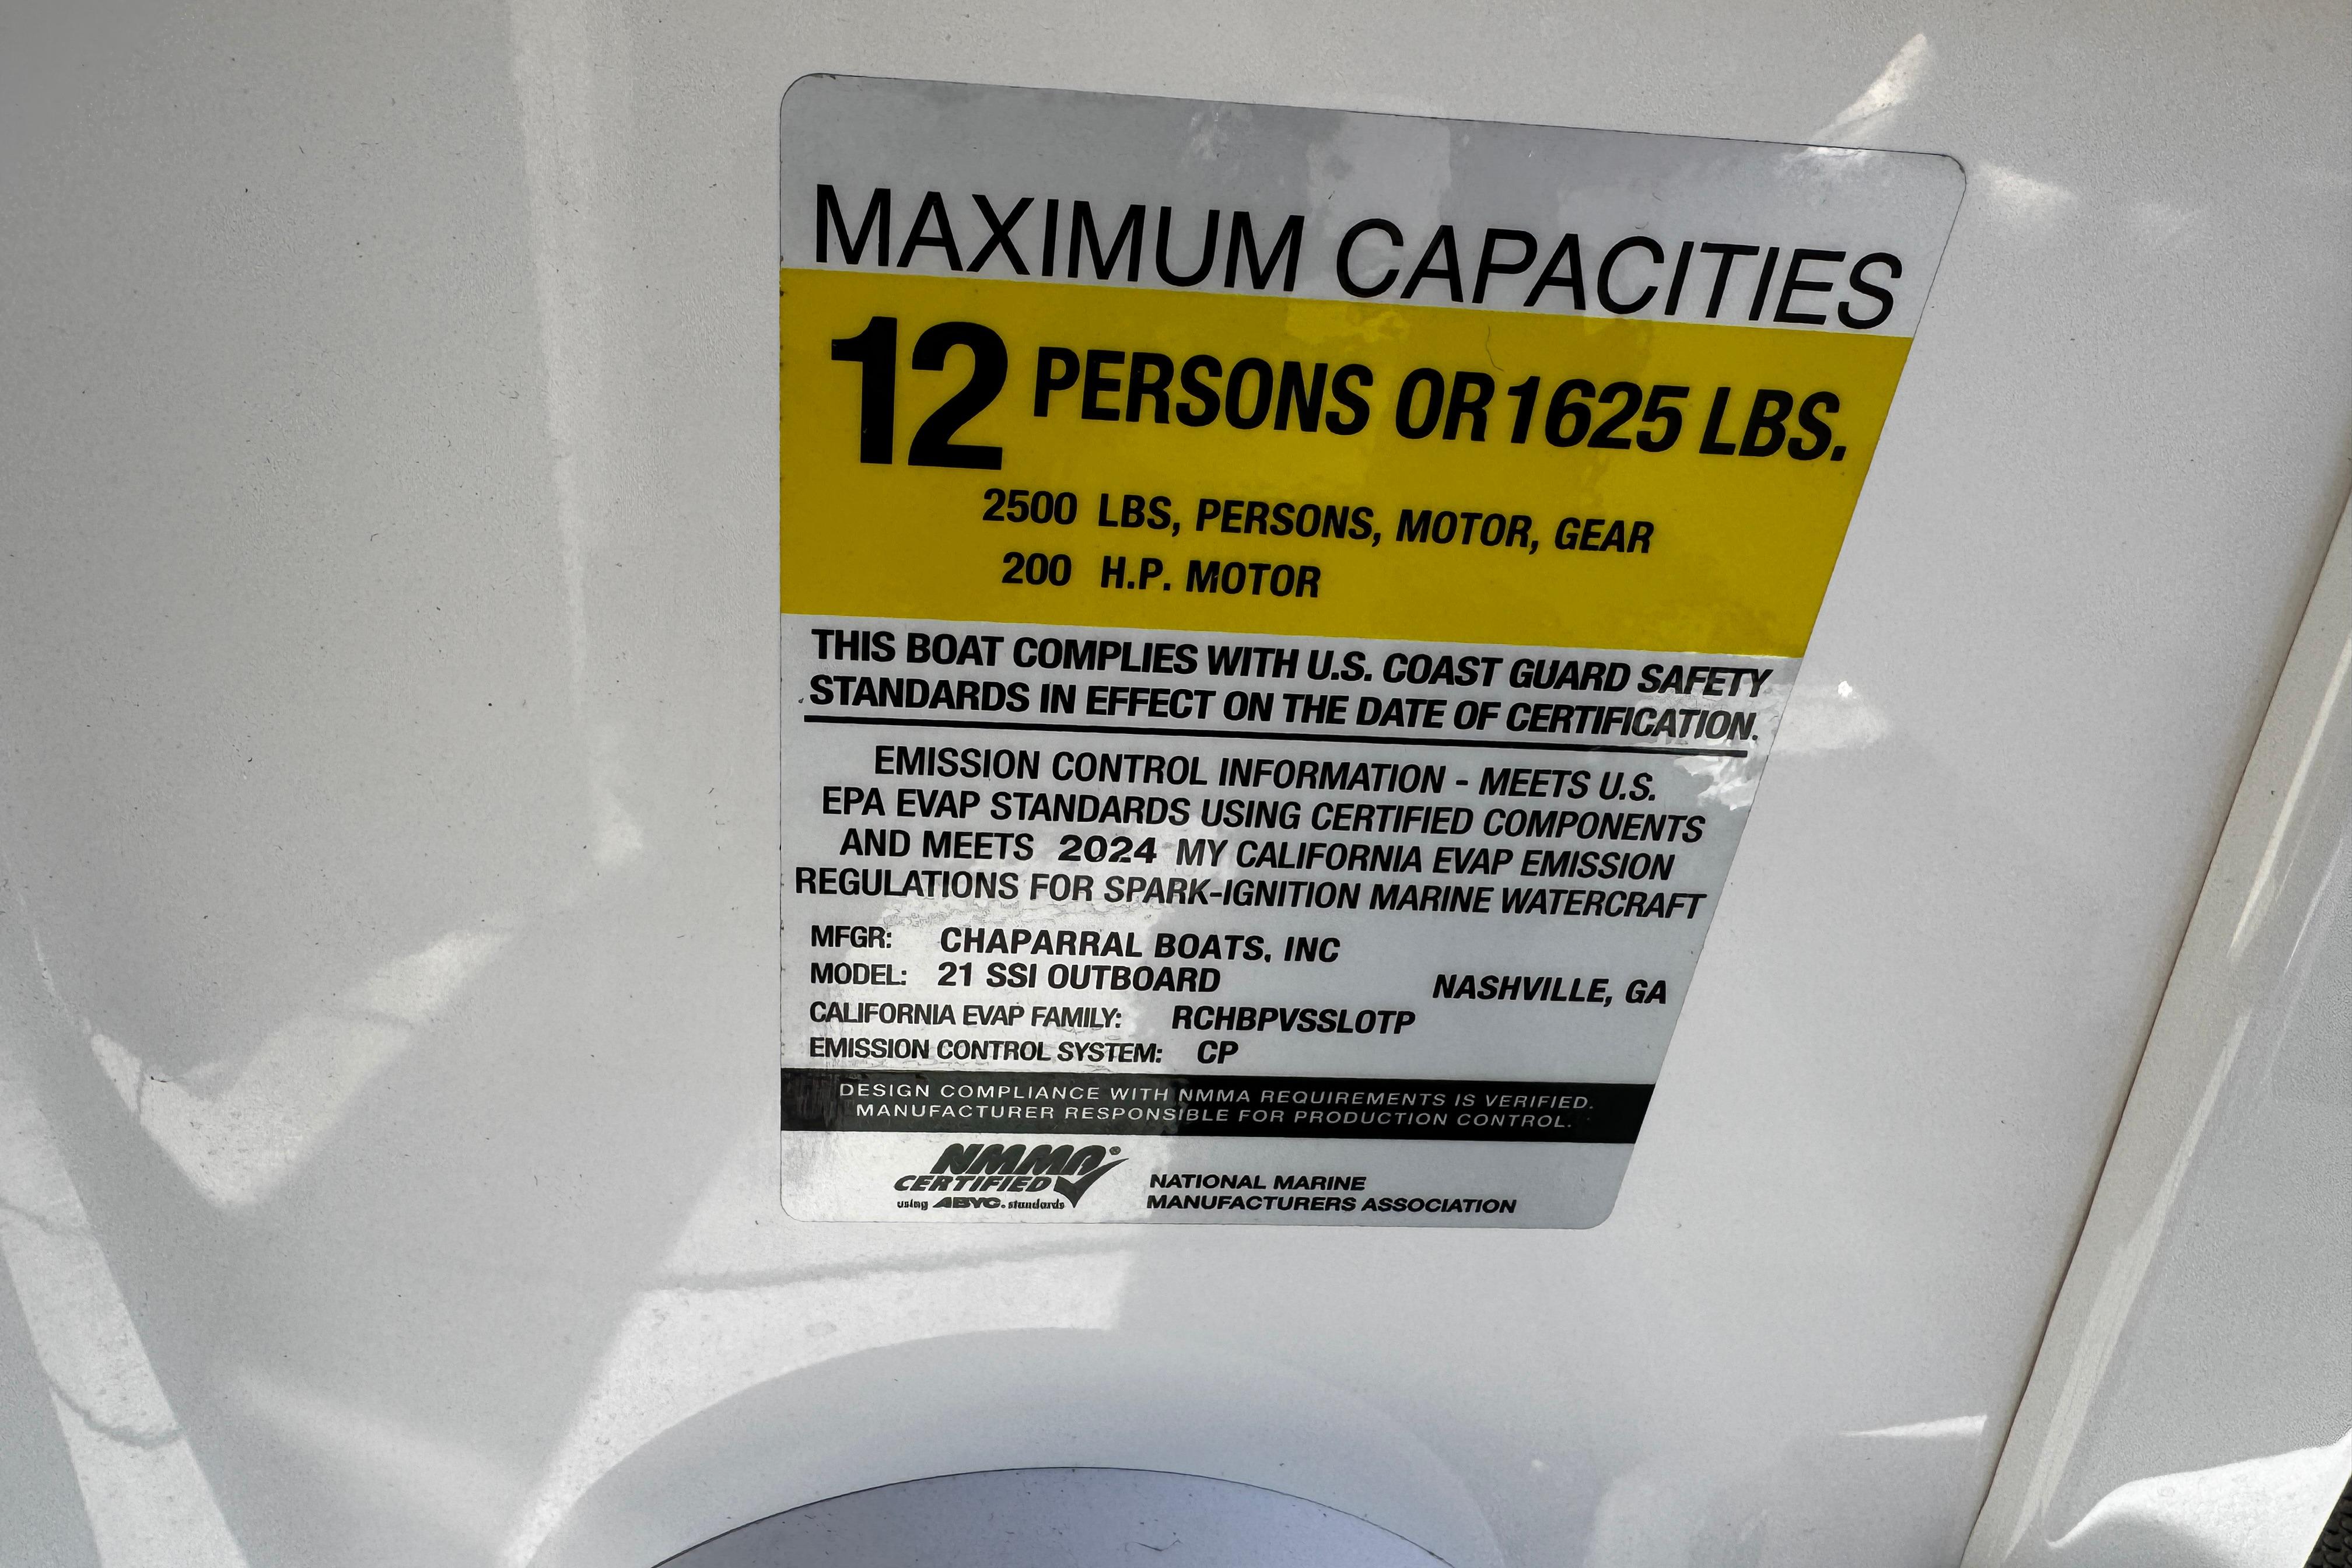 MAXIMUM CAPACITIES
12 PERSONS OR 1625 LBS.
2500 LBS, PERSONS, MOTOR, GEAR
200 H.P. MOTOR
THIS BOAT COMPLIES WITH U.S. COAST GUARD SAFETY
STANDARDS IN EFFECT ON THE DATE OF CERTIFICATION.
EMISSION CONTROL INFORMATION - MEETS U.S.
EPA EVAP STANDARDS USING CERTIFIED COMPONENTS
AND MEETS 2024 MY CALIFORNIA EVAP EMISSION
REGULATIONS FOR SPARK-IGNITION MARINE WATERCRAFT
MFGR: CHAPARRAL BOATS, INC
MODEL: 21 SSI OUTBOARD NASHVILLE, GA
CALIFORNIA EVAP FAMILY: RCHBPVSSLOTP
EMISSION CONTROL SYSTEM: CP
DESIGN COMPLIANCE WITH NMMA REQUIREMENTS IS VERIFIED.
MANUFACTURER RESPONSIBLE FOR PRODUCTION CONTROL.
NMMA®
CERTIFIED
using ABYC® standards
NATIONAL MARINE
MANUFACTURERS ASSOCIATION